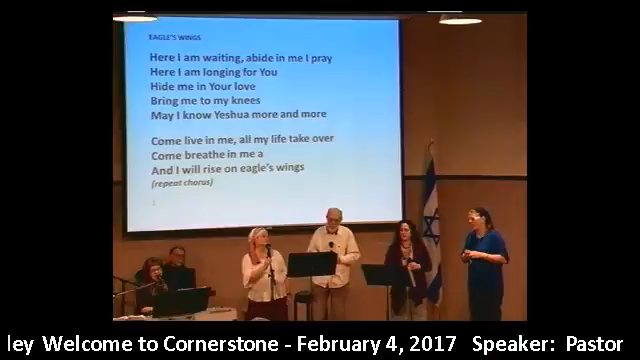 EAGLE'S WINGS
Here I am waiting, abide in me I pray
Here I am longing for You
Hide me in Your love
Bring me to my knees
May I know Yeshua more and more
Come live in me, all my life take over
Come breathe in me a
And I will rise on eagle's wings
(repeat chorus)
ley Welcome to Cornerstone - February 4, 2017 Speaker: Pastor